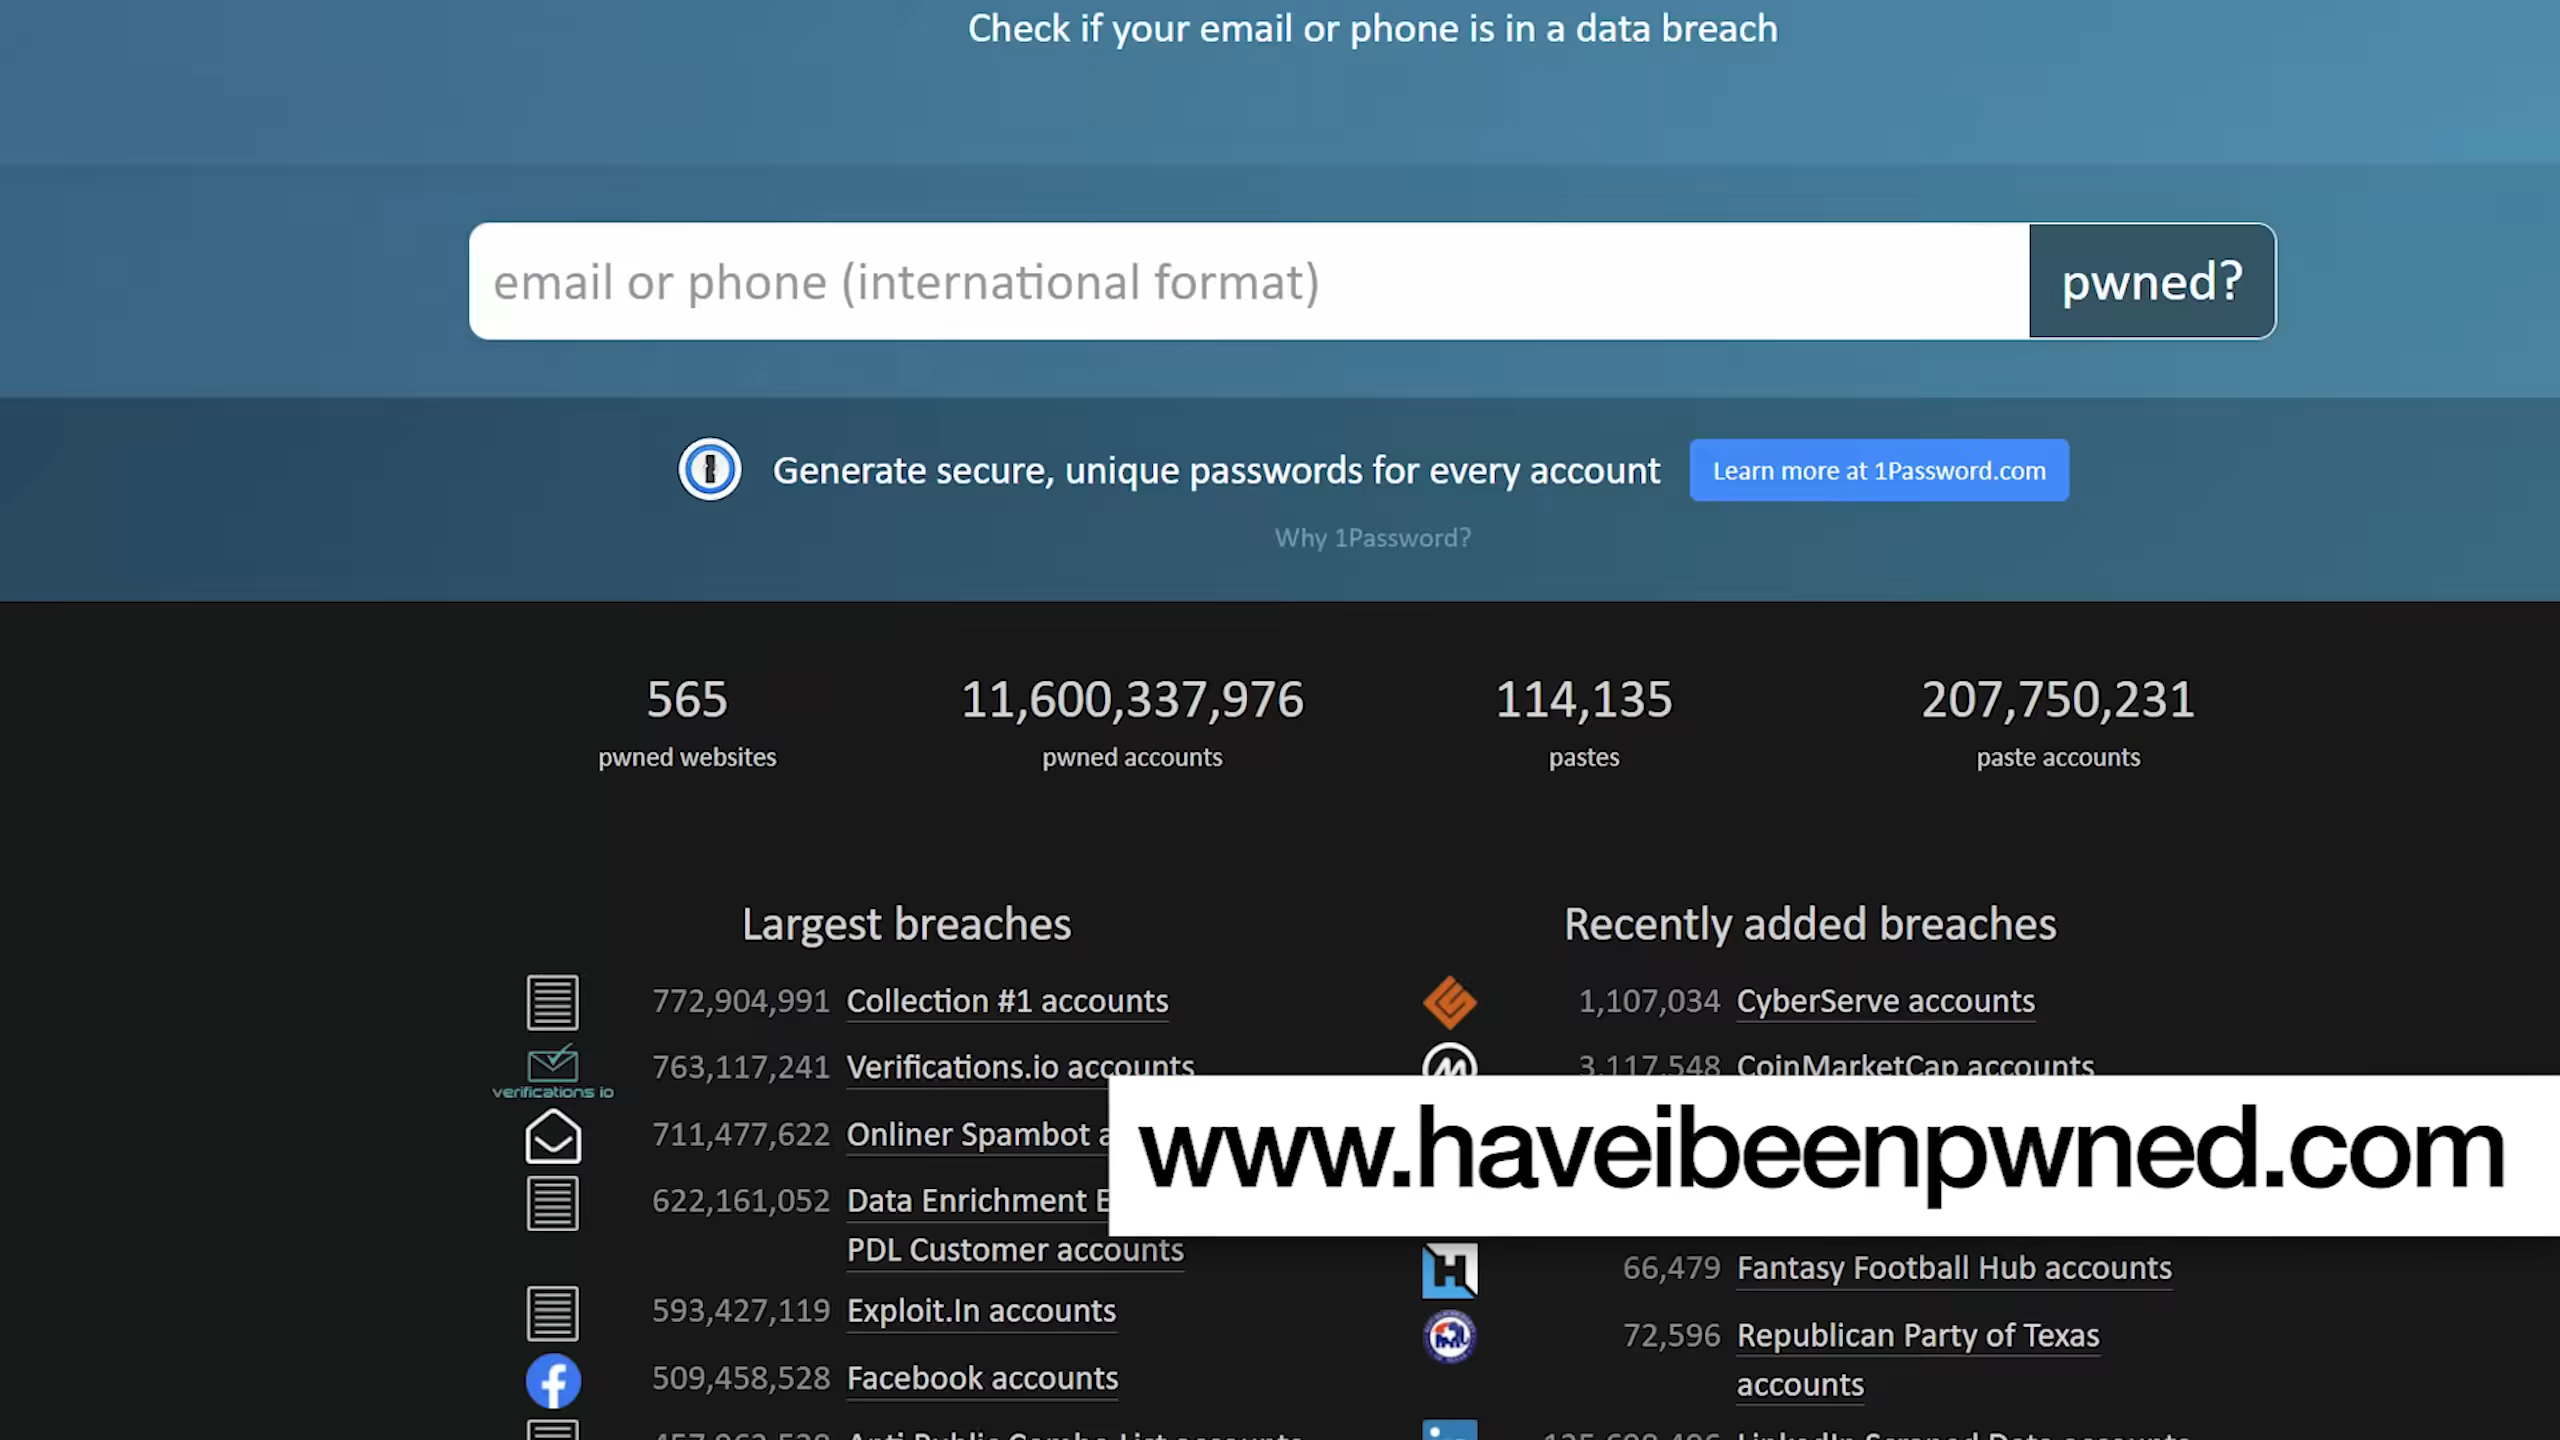 Check if your email or phone is in a data breach
email or phone (international format)
pwned?
Generate secure, unique passwords for every account
Learn more at 1Password.com
Why 1Password?
565
pwned websites
11,600,337,976
pwned accounts
114,135
pastes
207,750,231
paste accounts
Largest breaches
772,904,991 Collection #1 accounts
verifications io
763,117,241 Verifications.io accounts
711,477,622 Onliner Spambot
622,161,052 Data Enrichment
PDL Customer accounts
593,427,119 Exploit.In accounts
509,458,528 Facebook accounts
Recently added breaches
1,107,034 CyberServe accounts
3,117,548 CoinMarketCap accounts
www.haveibeenpwned.com
66,479 Fantasy Football Hub accounts
72,596 Republican Party of Texas
accounts